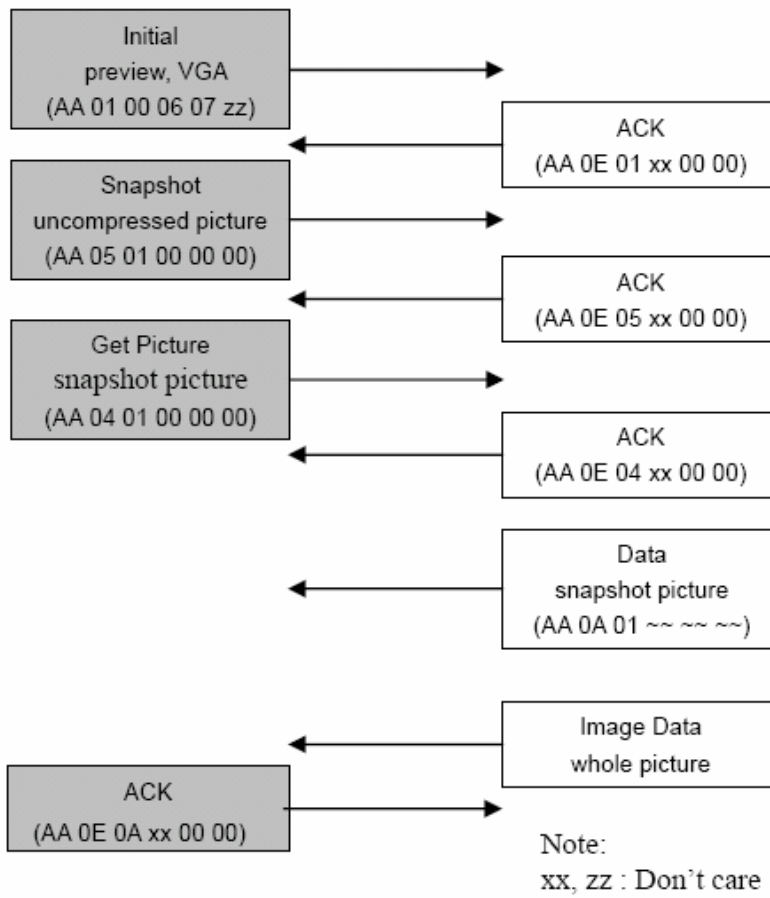 Initial
preview, VGA
(AA 01 00 06 07 zz)
ACK
(AA 0E 01 xx 00 00)
Snapshot
uncompressed picture
(AA 05 01 00 00 00)
ACK
(AA 0E 05 xx 00 00)
Get Picture
snapshot picture
(AA 04 01 00 00 00)
ACK
(AA 0E 04 xx 00 00)
Data
snapshot picture
(AA 0A 01 ~~ ~~ ~~)
Image Data
whole picture
ACK
(AA 0E 0A xx 00 00)
Note:
xx, zz : Don't care